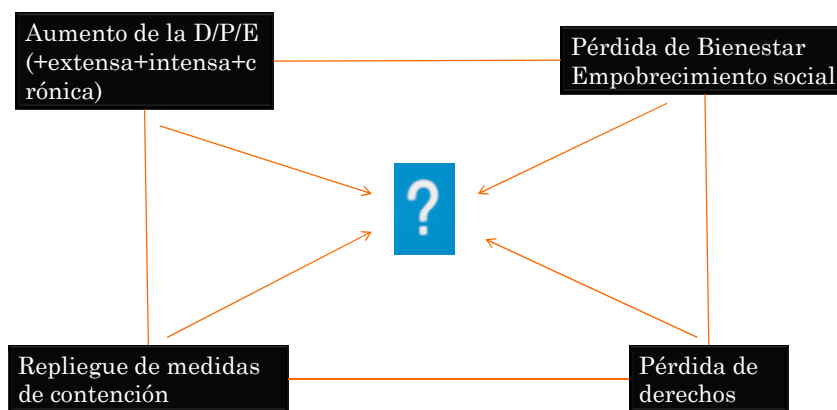 Aumento de la D/P/E
(+extensa+intensa+c
rónica)
Pérdida de Bienestar
Empobrecimiento social
?
Repliegue de medidas
de contención
Pérdida de
derechos